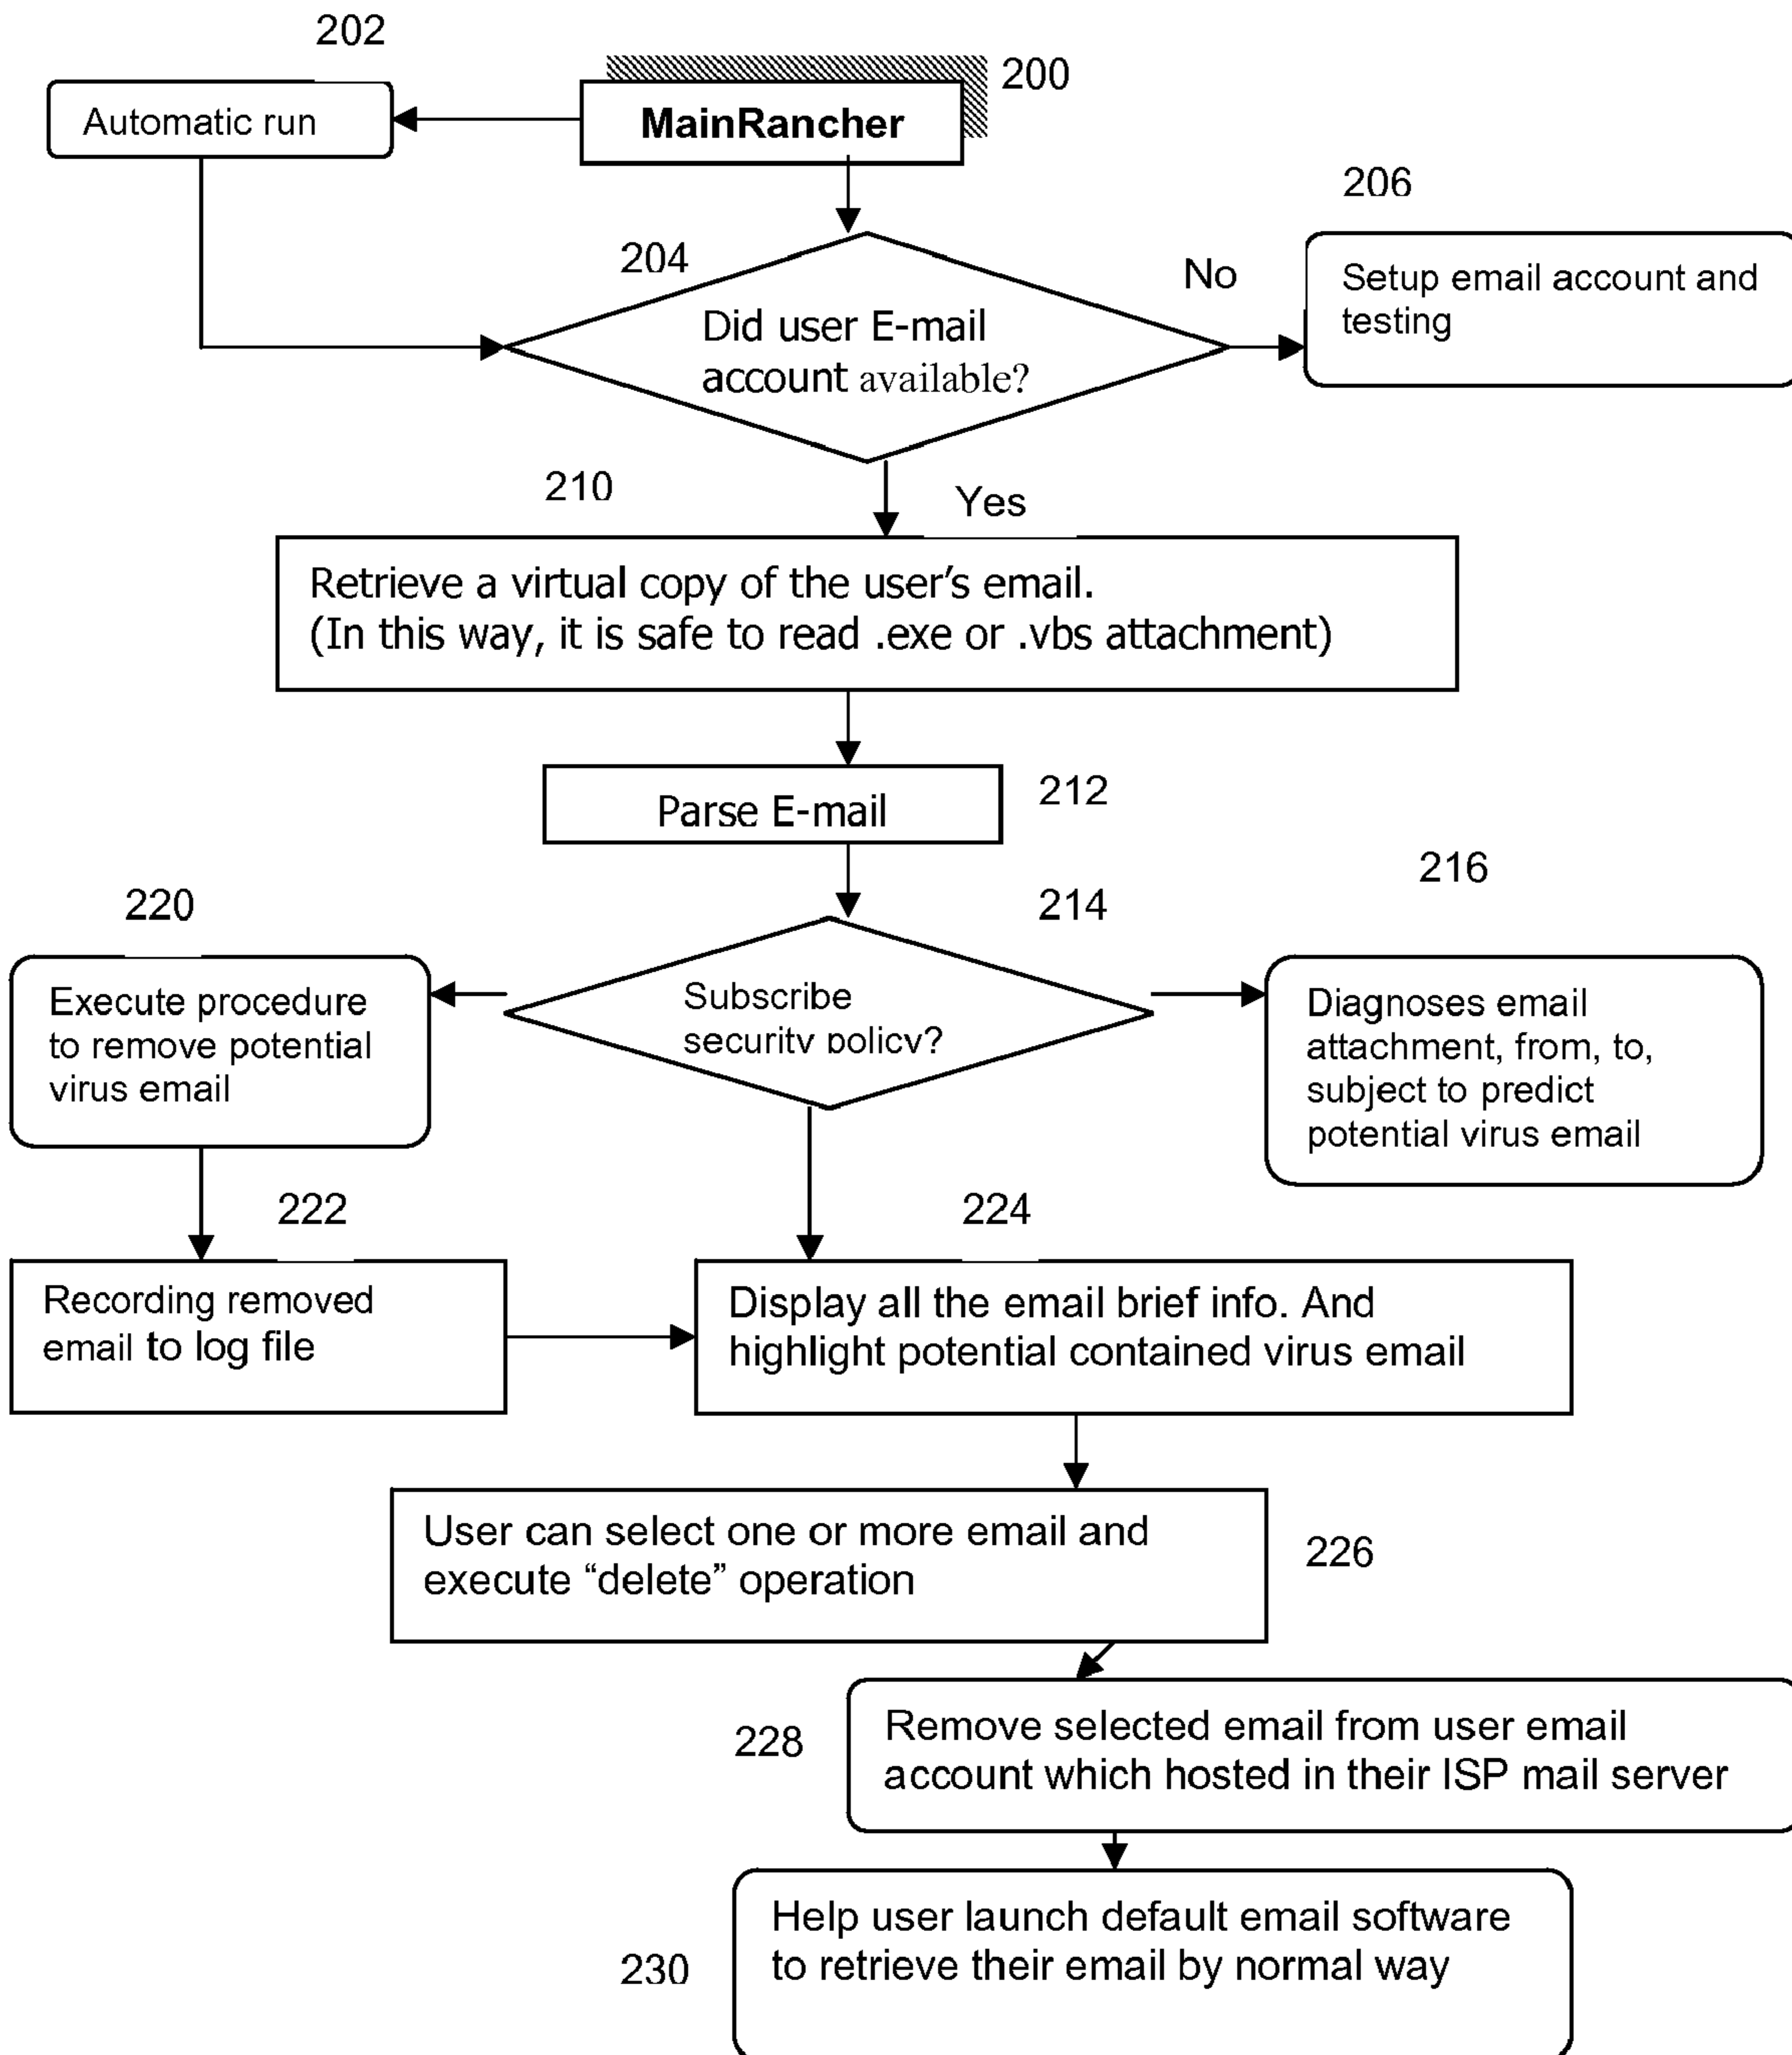 202
200
Automatic run
MainRancher
206
204
No
Setup email account and
testing
Did user E-mail
account available?
210
Yes
Retrieve a virtual copy of the user's email.
(In this way, it is safe to read .exe or .vbs attachment)
Parse E-mail
212
216
220
214
Execute procedure
to remove potential
virus email
Subscribe
security policy?
Diagnoses email
attachment, from, to,
subject to predict
potential virus email
222
224
Recording removed
email to log file
Display all the email brief info. And
highlight potential contained virus email
User can select one or more email and
execute “delete” operation
226
228
Remove selected email from user email
account which hosted in their ISP mail server
Help user launch default email software
to retrieve their email by normal way
230